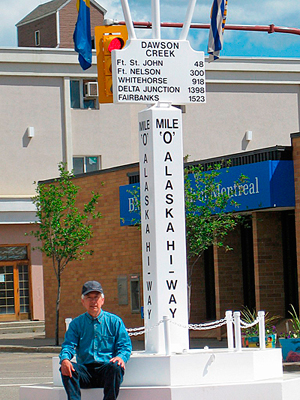 DAWSON
CREEK
Ft. St. JOHN 48
Ft. NELSON 300
WHITEHORSE 918
DELTA JUNCTION 1398
FAIRBANKS 1523
MILE
'O'
ALASKA
HI-WAY
MILE
'O'
ALASKA
HI-WAY
of Montreal